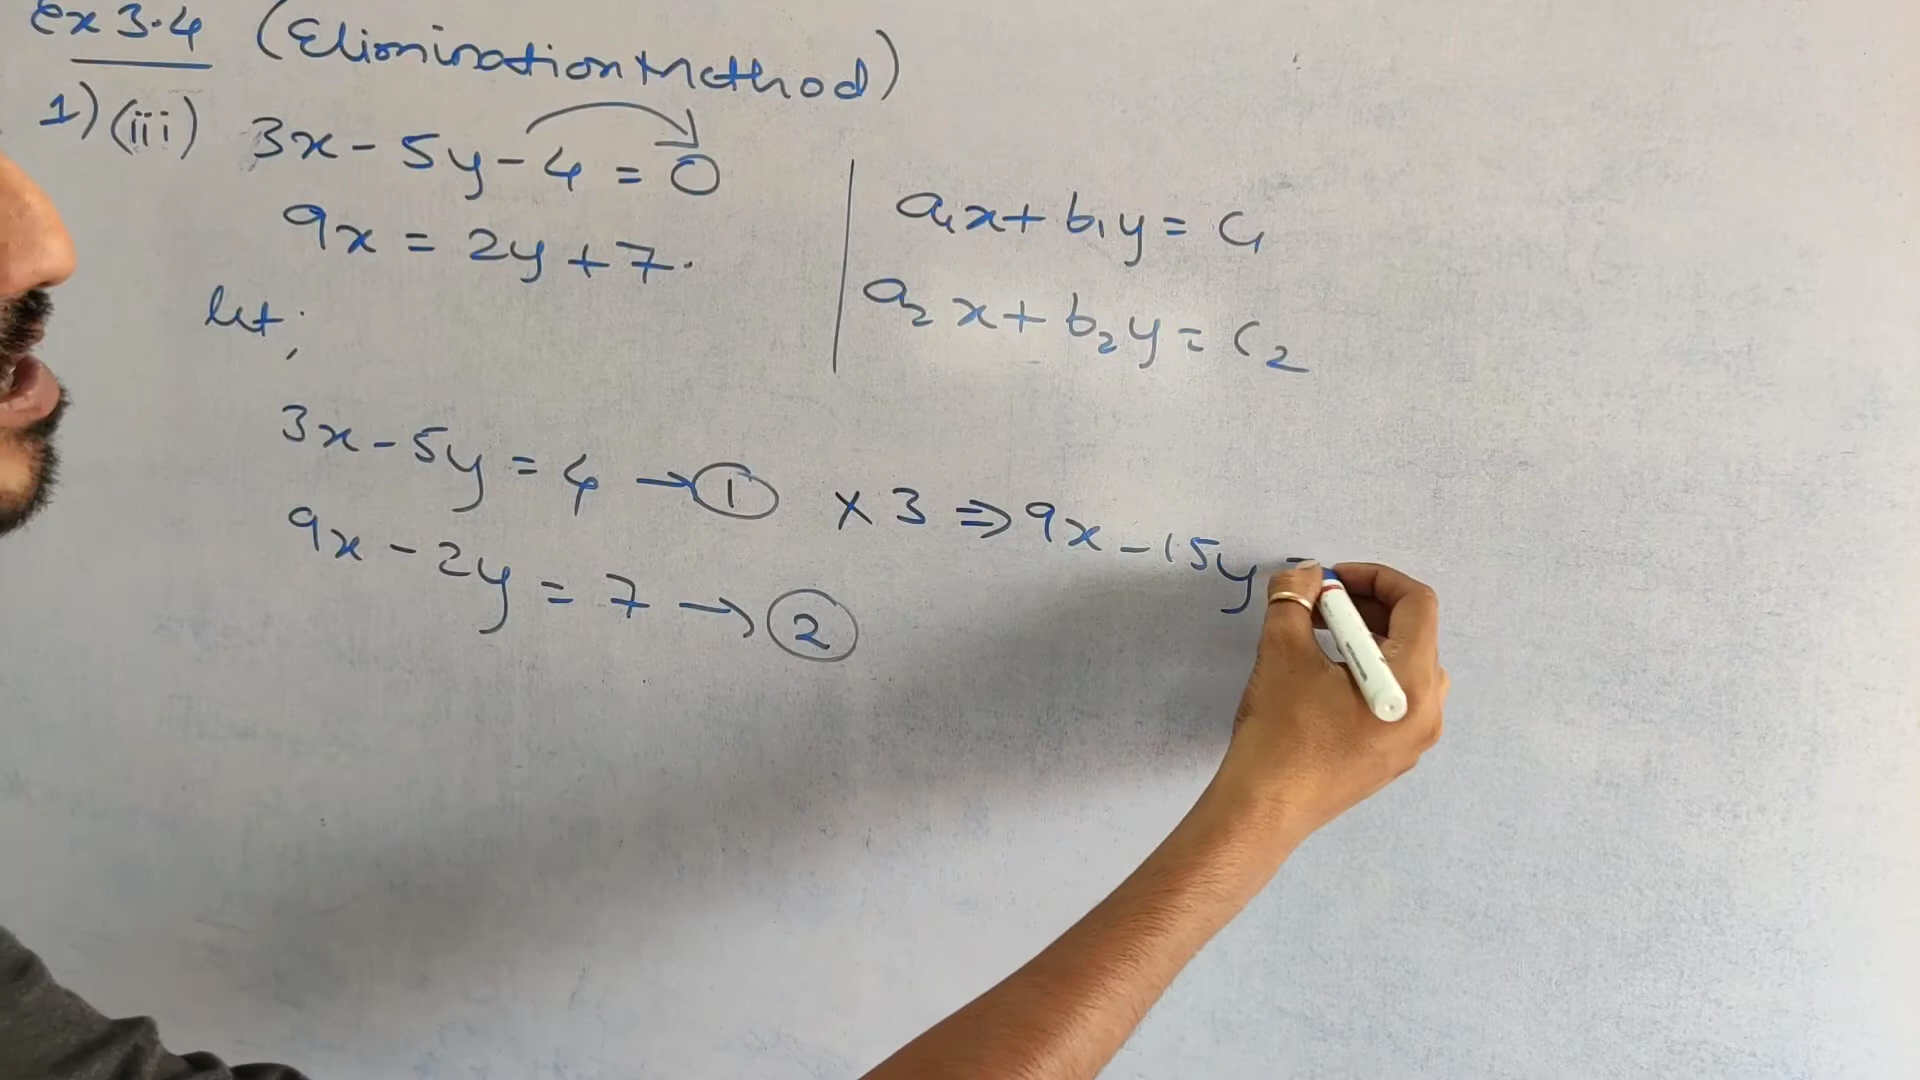 ex 3.4 (Elimination Method)
1) (iii) 3x - 5y - 4 = 0
9x = 2y + 7.
let;
a₁x + b₁y = c₁
a₂x + b₂y = c₂
3x - 5y = 4 → ① × 3 ⇒ 9x - 15y =
9x - 2y = 7 → ②